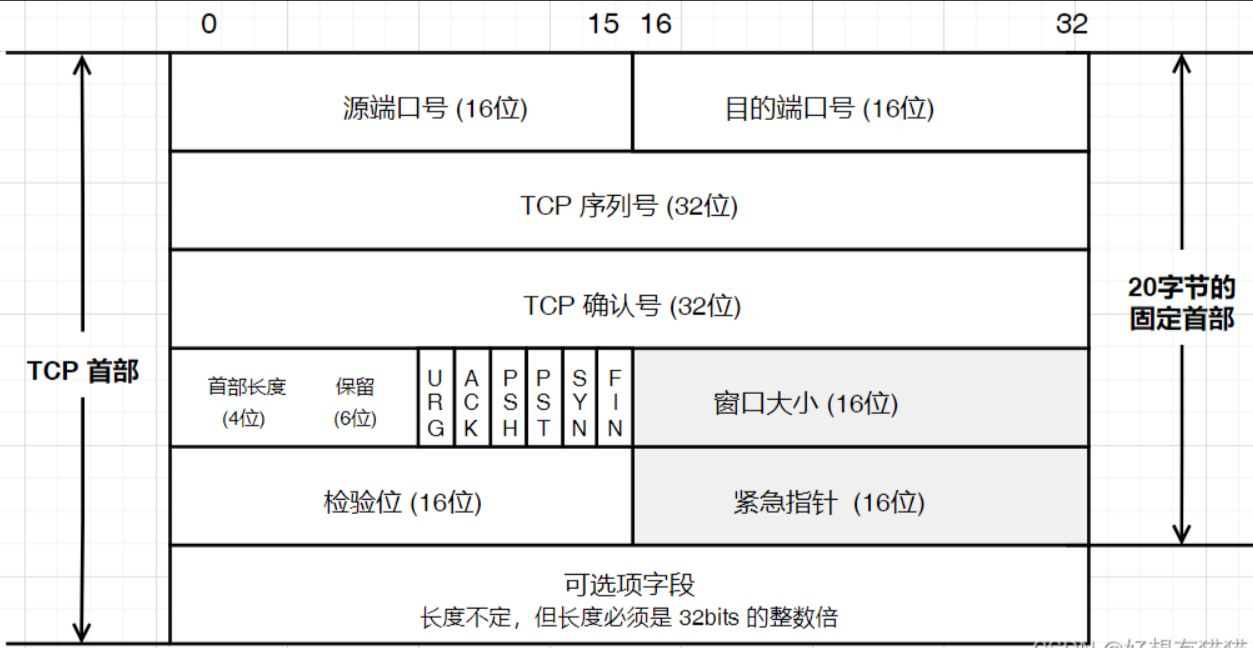 0 15 16 32
源端口号 (16位) 目的端口号 (16位)
TCP 序列号 (32位)
TCP 确认号 (32位)
20字节的
固定首部
TCP 首部
首部长度
(4位)
保留
(6位)
URG
ACK
PSH
PST
SYN
FIN
窗口大小 (16位)
检验位 (16位) 紧急指针 (16位)
可选项字段
长度不定，但长度必须是 32bits 的整数倍
CSDN @好想有猫猫